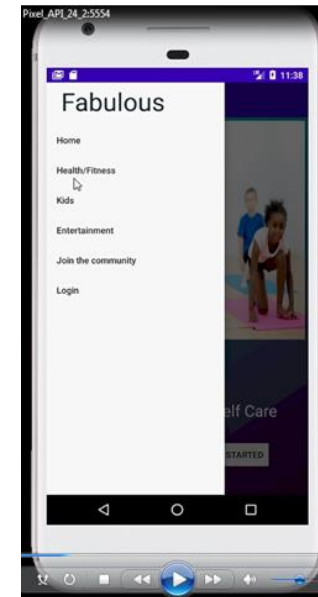 Pixel_API_24_2:5554
11:38
Fabulous
Home
Health/Fitness
Kids
Entertainment
Join the community
Login
elf Care
STARTED